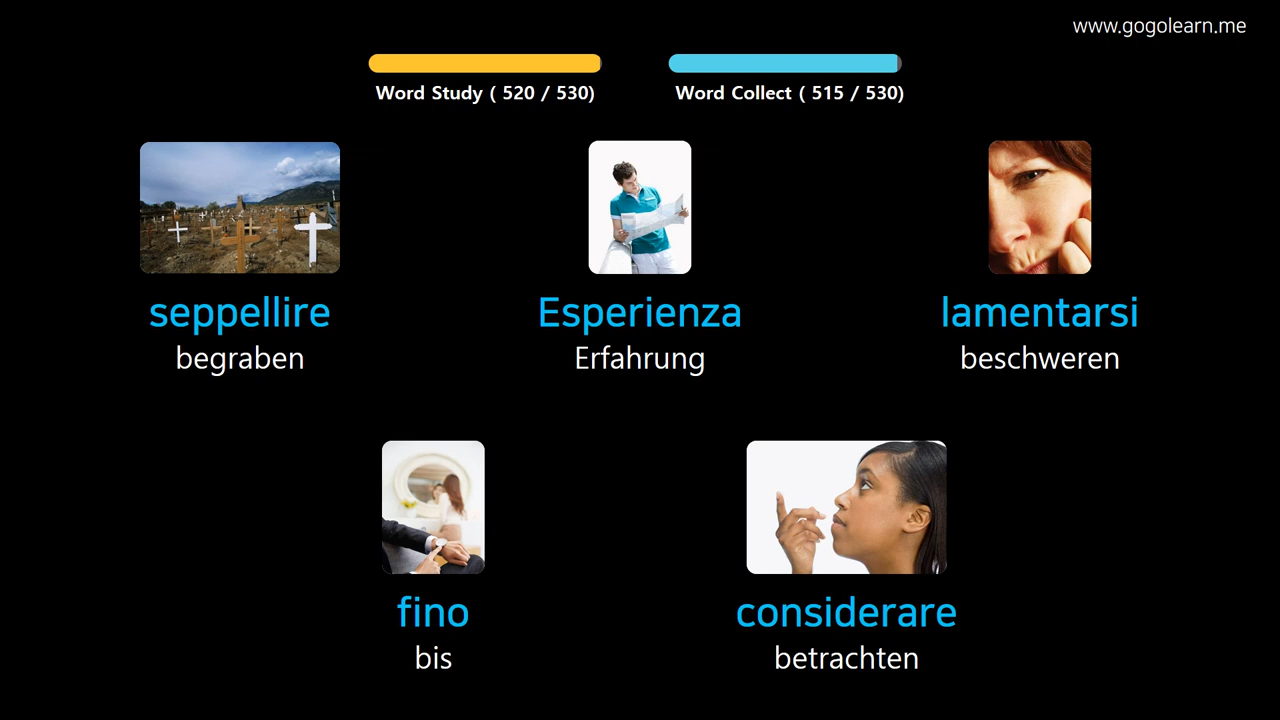 www.gogolearn.me
Word Study ( 520 / 530)
Word Collect ( 515 / 530)
seppellire
begraben
Esperienza
Erfahrung
lamentarsi
beschweren
fino
bis
considerare
betrachten